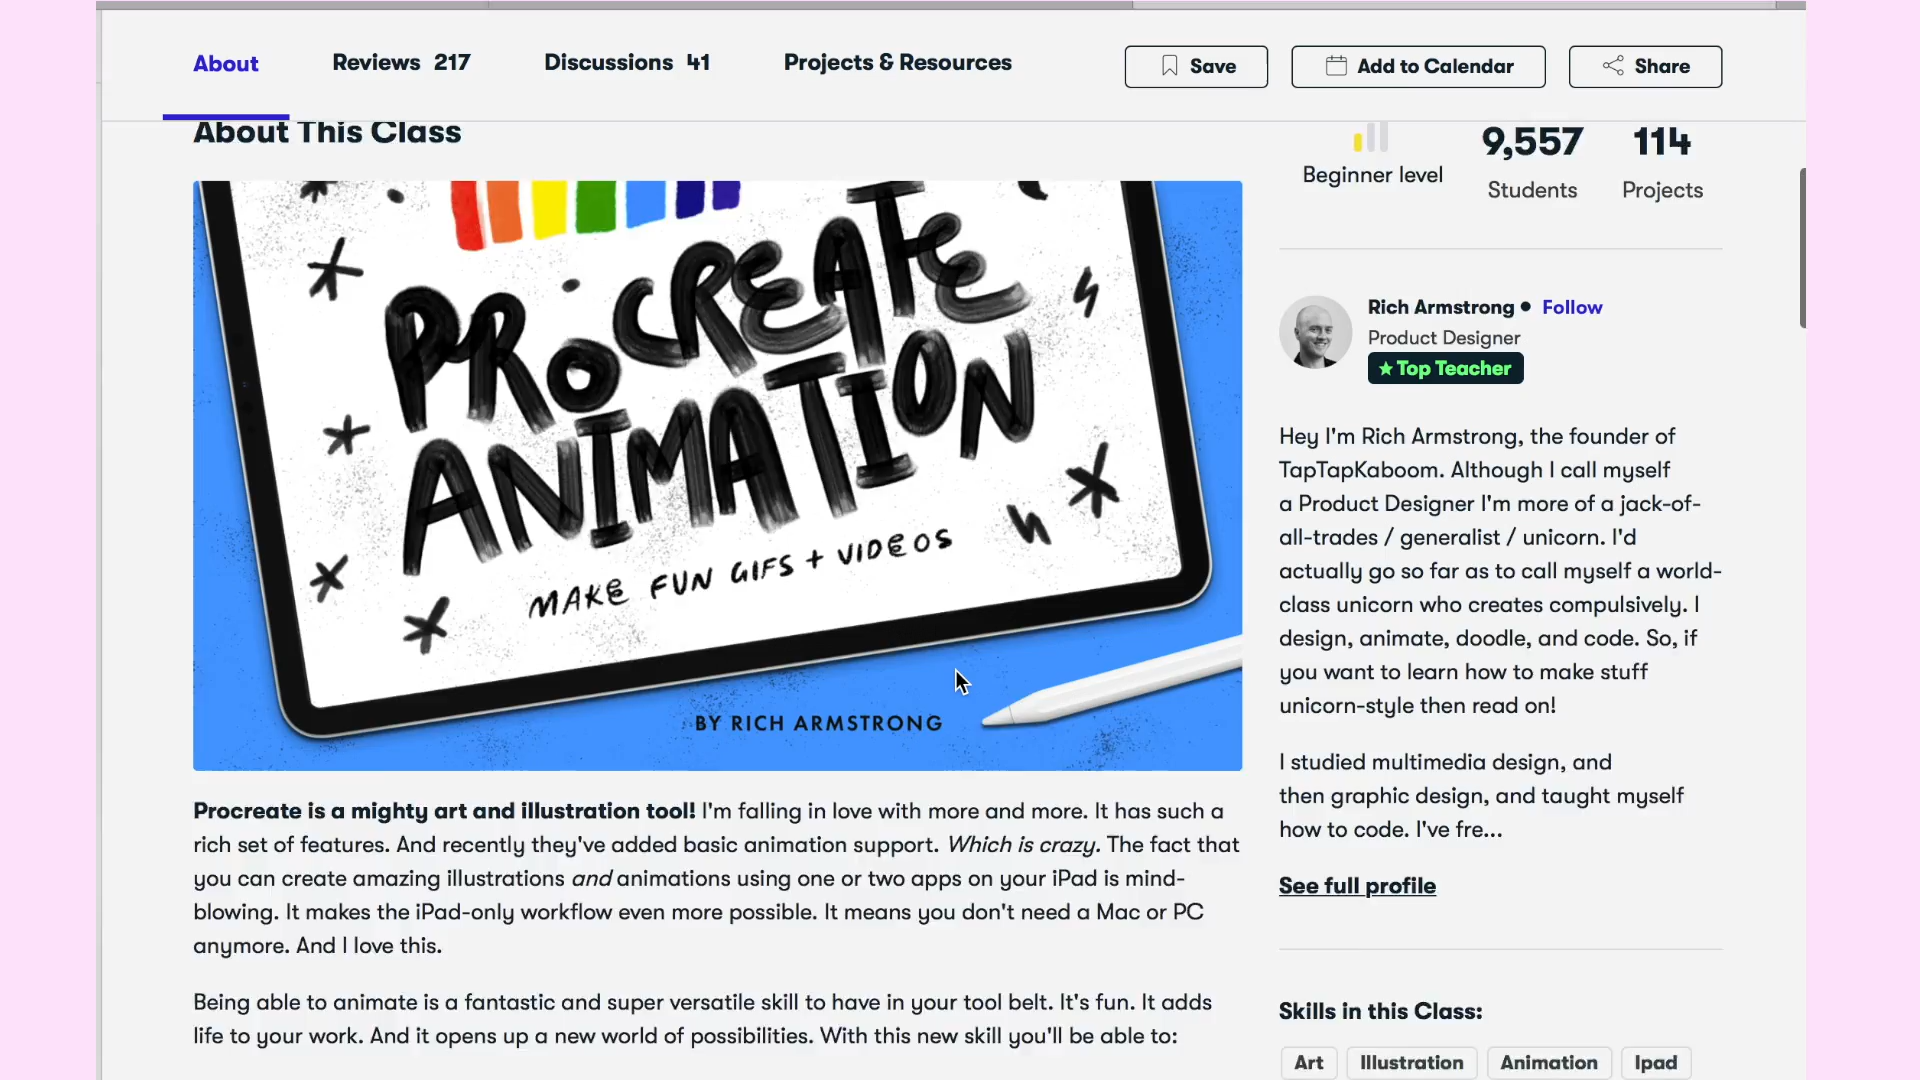 About
Reviews 217
Discussions 41
Projects & Resources
Save
Add to Calendar
Share
About This Class
PROCREATE
ANIMATION
MAKE FUN GIFS + VIDEOS
BY RICH ARMSTRONG
Procreate is a mighty art and illustration tool! I'm falling in love with more and more. It has such a
rich set of features. And recently they've added basic animation support. Which is crazy. The fact that
you can create amazing illustrations and animations using one or two apps on your iPad is mind-
blowing. It makes the iPad-only workflow even more possible. It means you don't need a Mac or PC
anymore. And I love this.
Being able to animate is a fantastic and super versatile skill to have in your tool belt. It's fun. It adds
life to your work. And it opens up a new world of possibilities. With this new skill you'll be able to:
Beginner level
9,557
Students
114
Projects
Rich Armstrong • Follow
Product Designer
★ Top Teacher
Hey I'm Rich Armstrong, the founder of
TapTapKaboom. Although I call myself
a Product Designer I'm more of a jack-of-
all-trades / generalist / unicorn. I'd
actually go so far as to call myself a world-
class unicorn who creates compulsively. I
design, animate, doodle, and code. So, if
you want to learn how to make stuff
unicorn-style then read on!
I studied multimedia design, and
then graphic design, and taught myself
how to code. I've fre...
See full profile
Skills in this Class:
Art
Illustration
Animation
Ipad